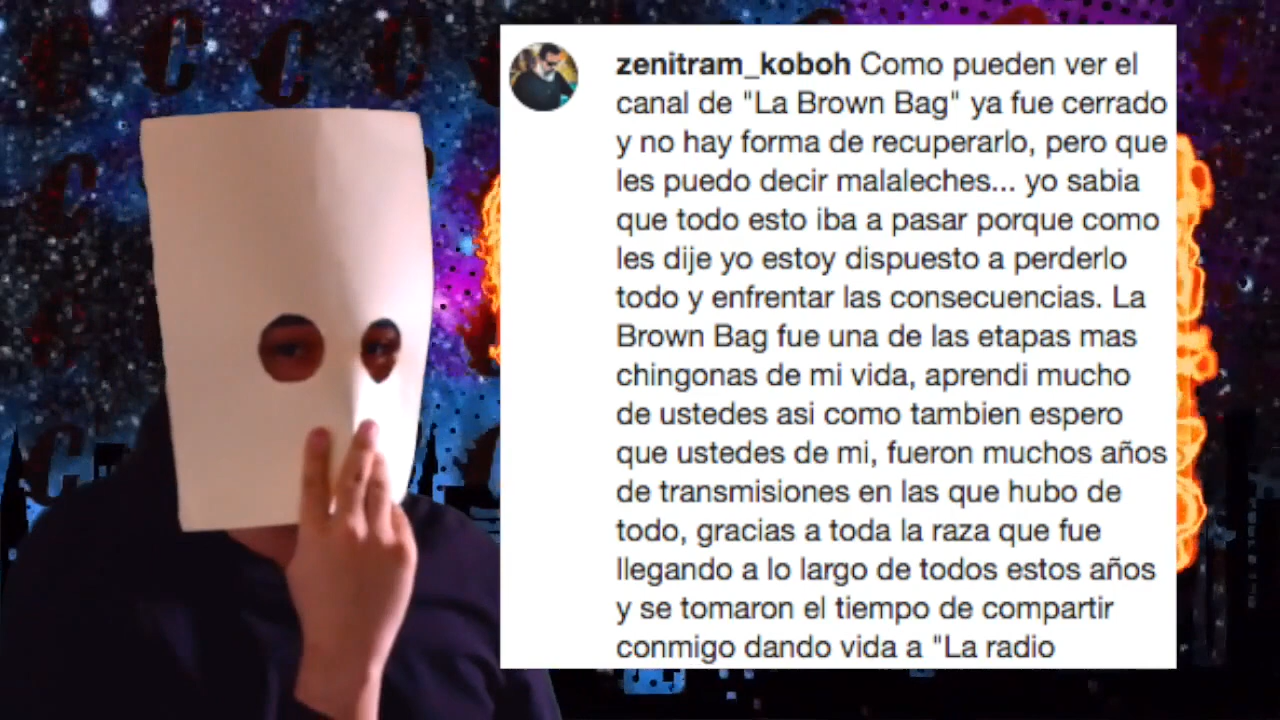 zenitram_koboh Como pueden ver el
canal de "La Brown Bag" ya fue cerrado
y no hay forma de recuperarlo, pero que
les puedo decir malaleches... yo sabia
que todo esto iba a pasar porque como
les dije yo estoy dispuesto a perderlo
todo y enfrentar las consecuencias. La
Brown Bag fue una de las etapas mas
chingonas de mi vida, aprendi mucho
de ustedes asi como tambien espero
que ustedes de mi, fueron muchos años
de transmisiones en las que hubo de
todo, gracias a toda la raza que fue
llegando a lo largo de todos estos años
y se tomaron el tiempo de compartir
conmigo dando vida a "La radio